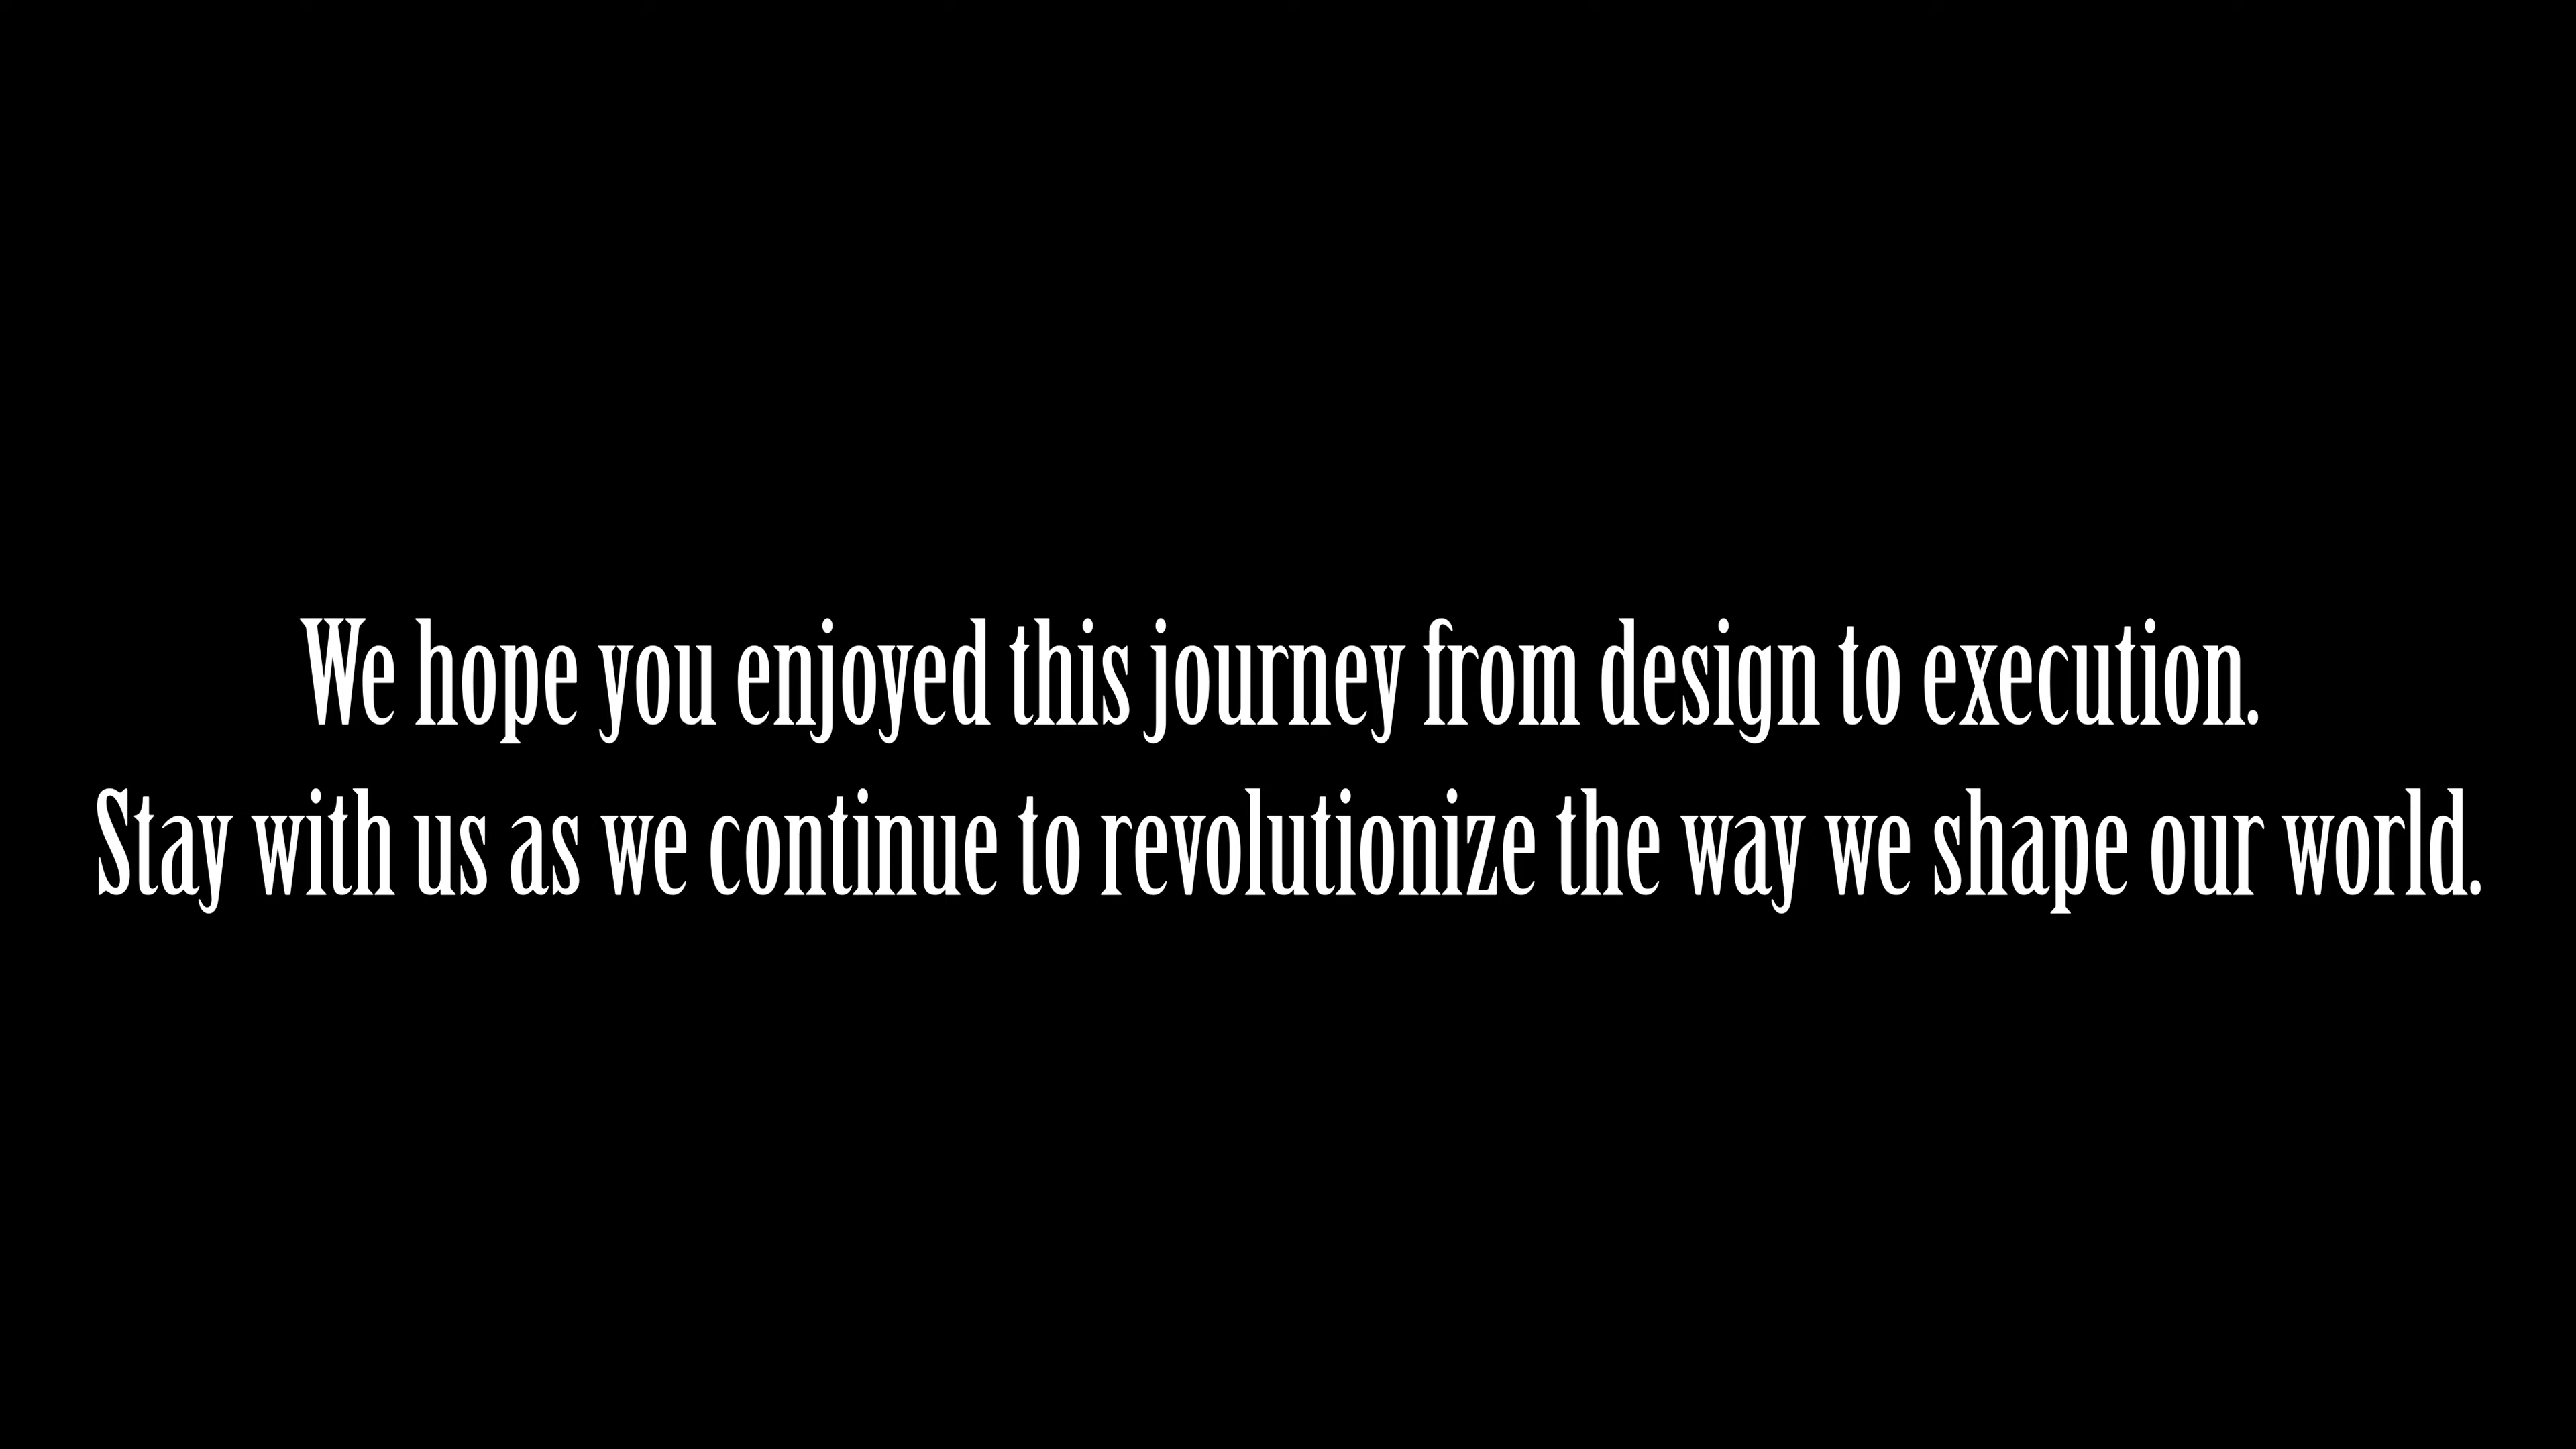 We hope you enjoyed this journey from design to execution.
Stay with us as we continue to revolutionize the way we shape our world.